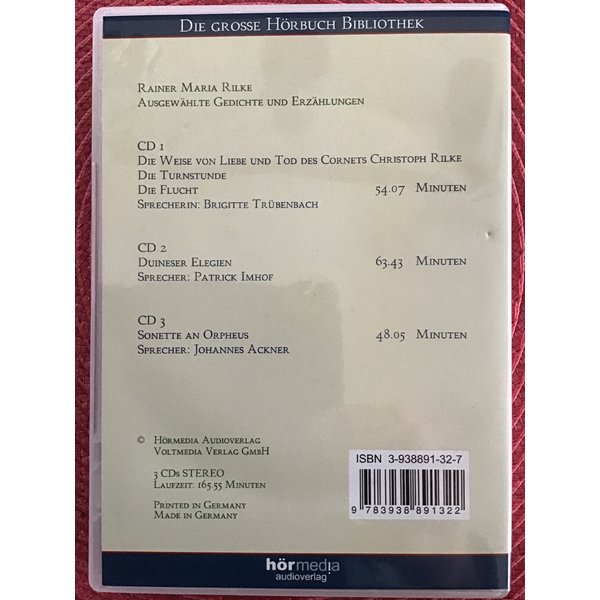 Die grosse Hörbuch Bibliothek
Rainer Maria Rilke
Ausgewählte Gedichte und Erzählungen
CD 1
Die Weise von Liebe und Tod des Cornets Christoph Rilke
Die Turnstunde
Die Flucht 54.07 Minuten
Sprecherin: Brigitte Trübenbach
CD 2
Duineser Elegien 63.43 Minuten
Sprecher: Patrick Imhof
CD 3
Sonette an Orpheus 48.05 Minuten
Sprecher: Johannes Ackner
© Hörmedia Audioverlag
Voltmedia Verlag GmbH
3 CDs STEREO
Laufzeit: 165.55 Minuten
Printed in Germany
Made in Germany
ISBN 3-938891-32-7
9 783938 891322
hörmedia
audioverlag